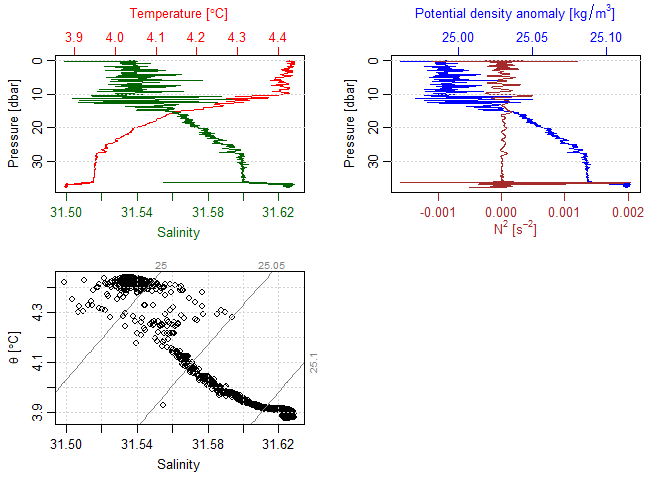 Temperature [°C]
3.9 4.0 4.1 4.2 4.3 4.4
Pressure [dbar]
0 10 20 30
31.50 31.54 31.58 31.62
Salinity
Potential density anomaly [kg/m³]
25.00 25.05 25.10
Pressure [dbar]
0 10 20 30
-0.001 0.000 0.001 0.002
N² [s⁻²]
25 25.05
25.1
θ [°C]
4.3 4.1 3.9
31.50 31.54 31.58 31.62
Salinity